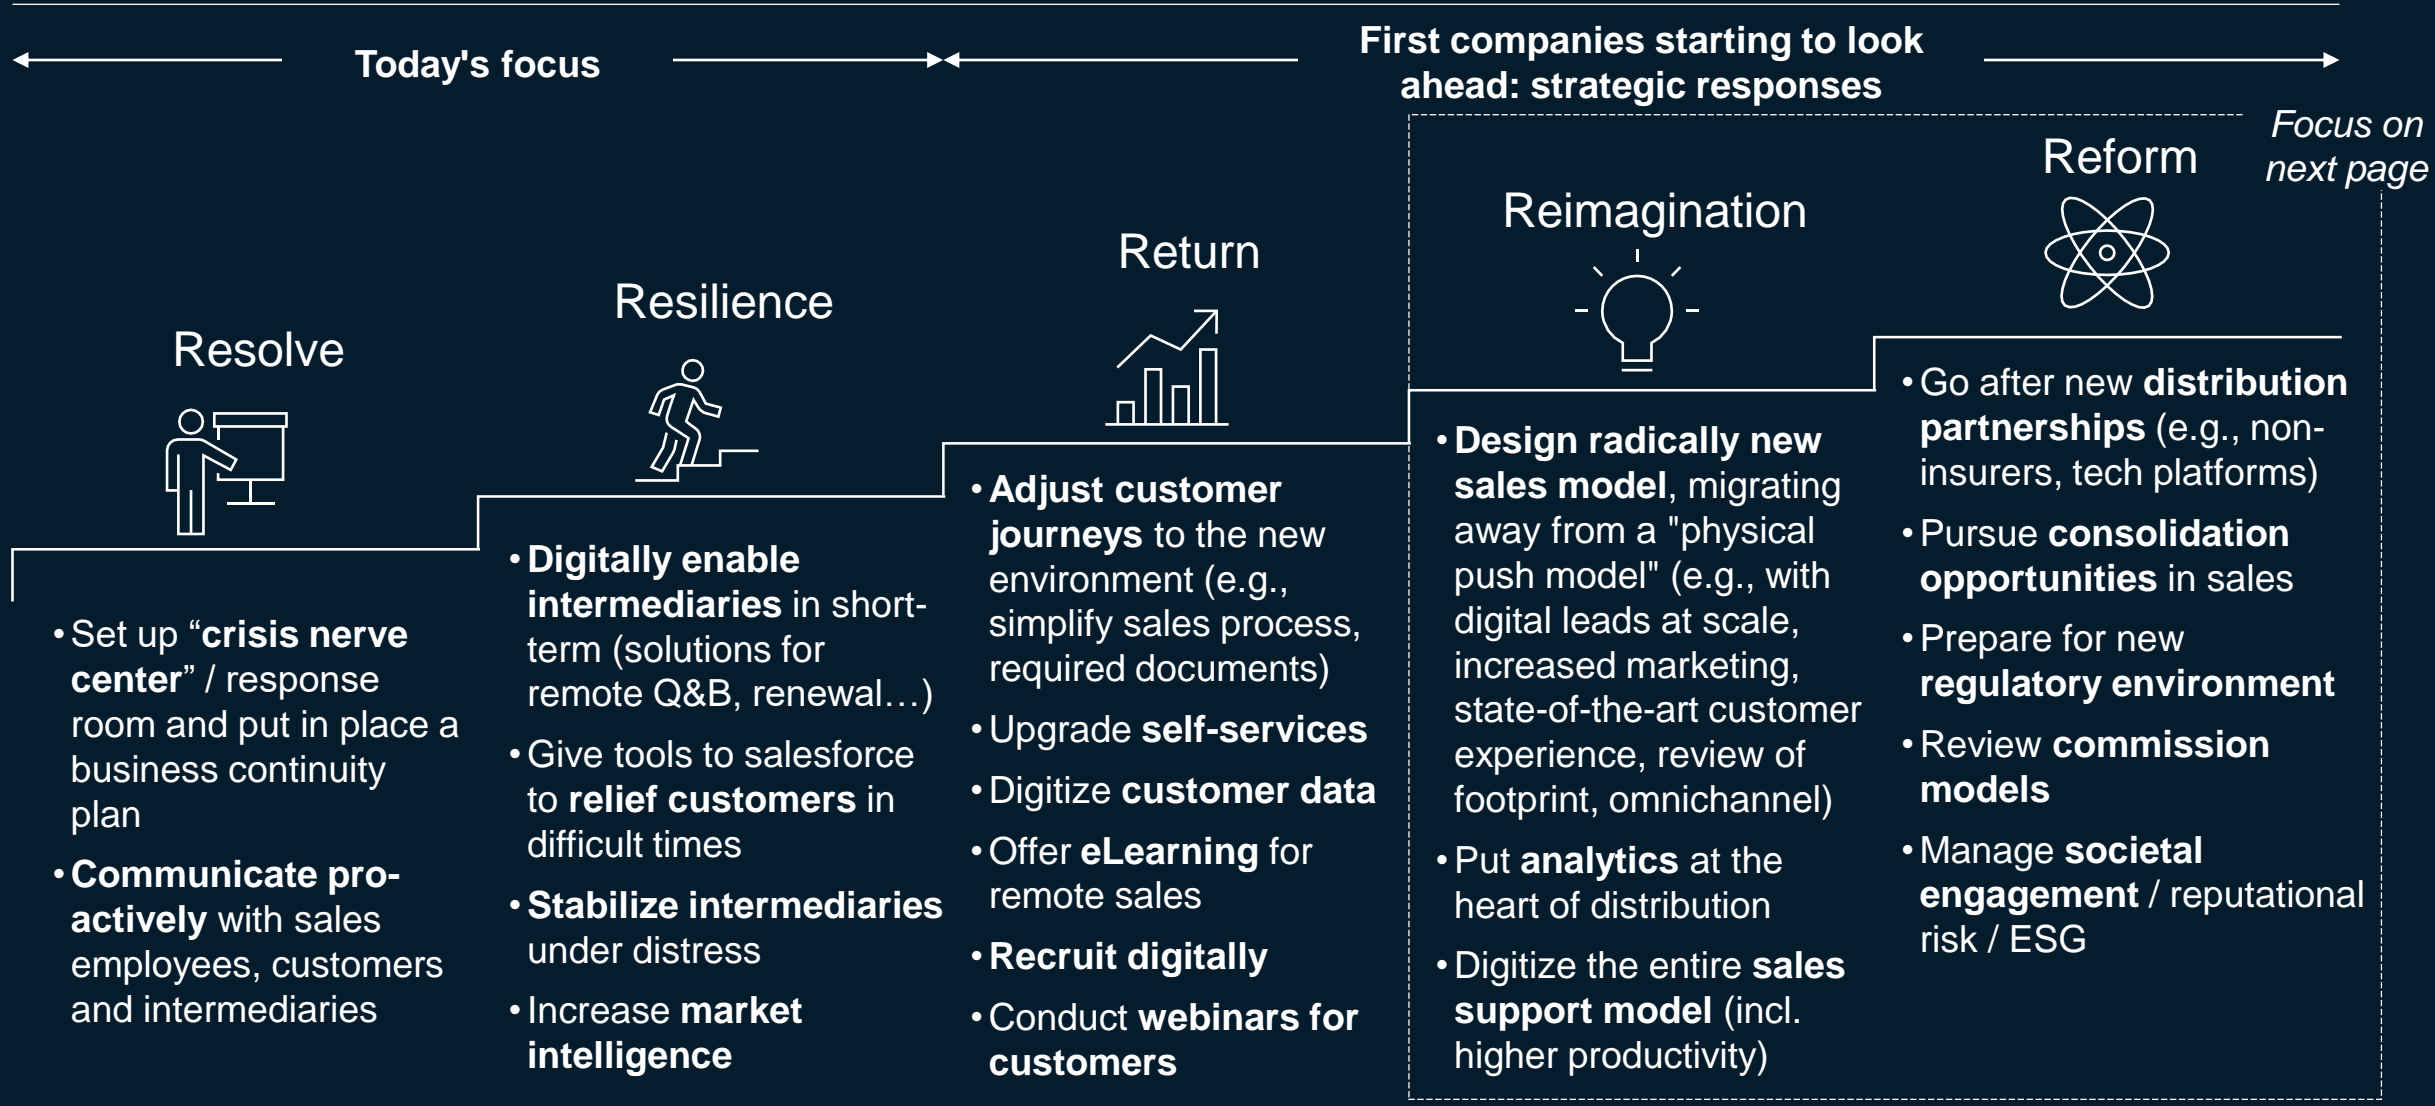 Today's focus
First companies starting to look
ahead: strategic responses
Focus on
next page
Resolve
• Set up “crisis nerve
center” / response
room and put in place a
business continuity
plan
• Communicate pro-
actively with sales
employees, customers
and intermediaries
Resilience
• Digitally enable
intermediaries in short-
term (solutions for
remote Q&B, renewal…)
• Give tools to salesforce
to relief customers in
difficult times
• Stabilize intermediaries
under distress
• Increase market
intelligence
Return
• Adjust customer
journeys to the new
environment (e.g.,
simplify sales process,
required documents)
• Upgrade self-services
• Digitize customer data
• Offer eLearning for
remote sales
• Recruit digitally
• Conduct webinars for
customers
Reimagination
• Design radically new
sales model, migrating
away from a "physical
push model" (e.g., with
digital leads at scale,
increased marketing,
state-of-the-art customer
experience, review of
footprint, omnichannel)
• Put analytics at the
heart of distribution
• Digitize the entire sales
support model (incl.
higher productivity)
Reform
• Go after new distribution
partnerships (e.g., non-
insurers, tech platforms)
• Pursue consolidation
opportunities in sales
• Prepare for new
regulatory environment
• Review commission
models
• Manage societal
engagement / reputational
risk / ESG